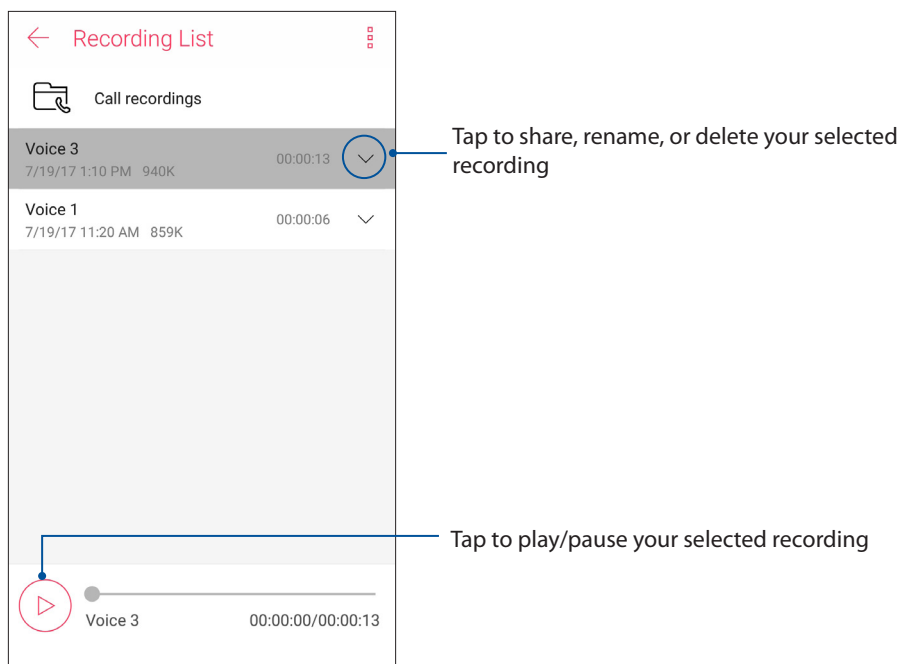 Recording List
Call recordings
Voice 3
7/19/17 1:10 PM 940K
00:00:13
Tap to share, rename, or delete your selected
recording
Voice 1
7/19/17 11:20 AM 859K
00:00:06
Tap to play/pause your selected recording
Voice 3
00:00:00/00:00:13